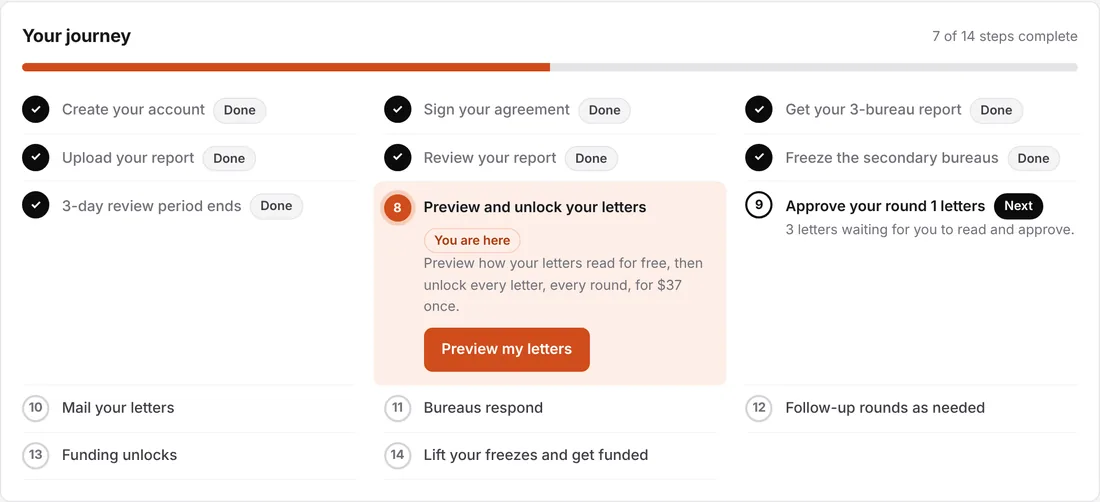 Your journey
7 of 14 steps complete
Create your account Done
Sign your agreement Done
Get your 3-bureau report Done
Upload your report Done
Review your report Done
Freeze the secondary bureaus Done
3-day review period ends Done
8 Preview and unlock your letters
You are here
Preview how your letters read for free, then
unlock every letter, every round, for $37
once.
Preview my letters
9 Approve your round 1 letters Next
3 letters waiting for you to read and approve.
10 Mail your letters
11 Bureaus respond
12 Follow-up rounds as needed
13 Funding unlocks
14 Lift your freezes and get funded